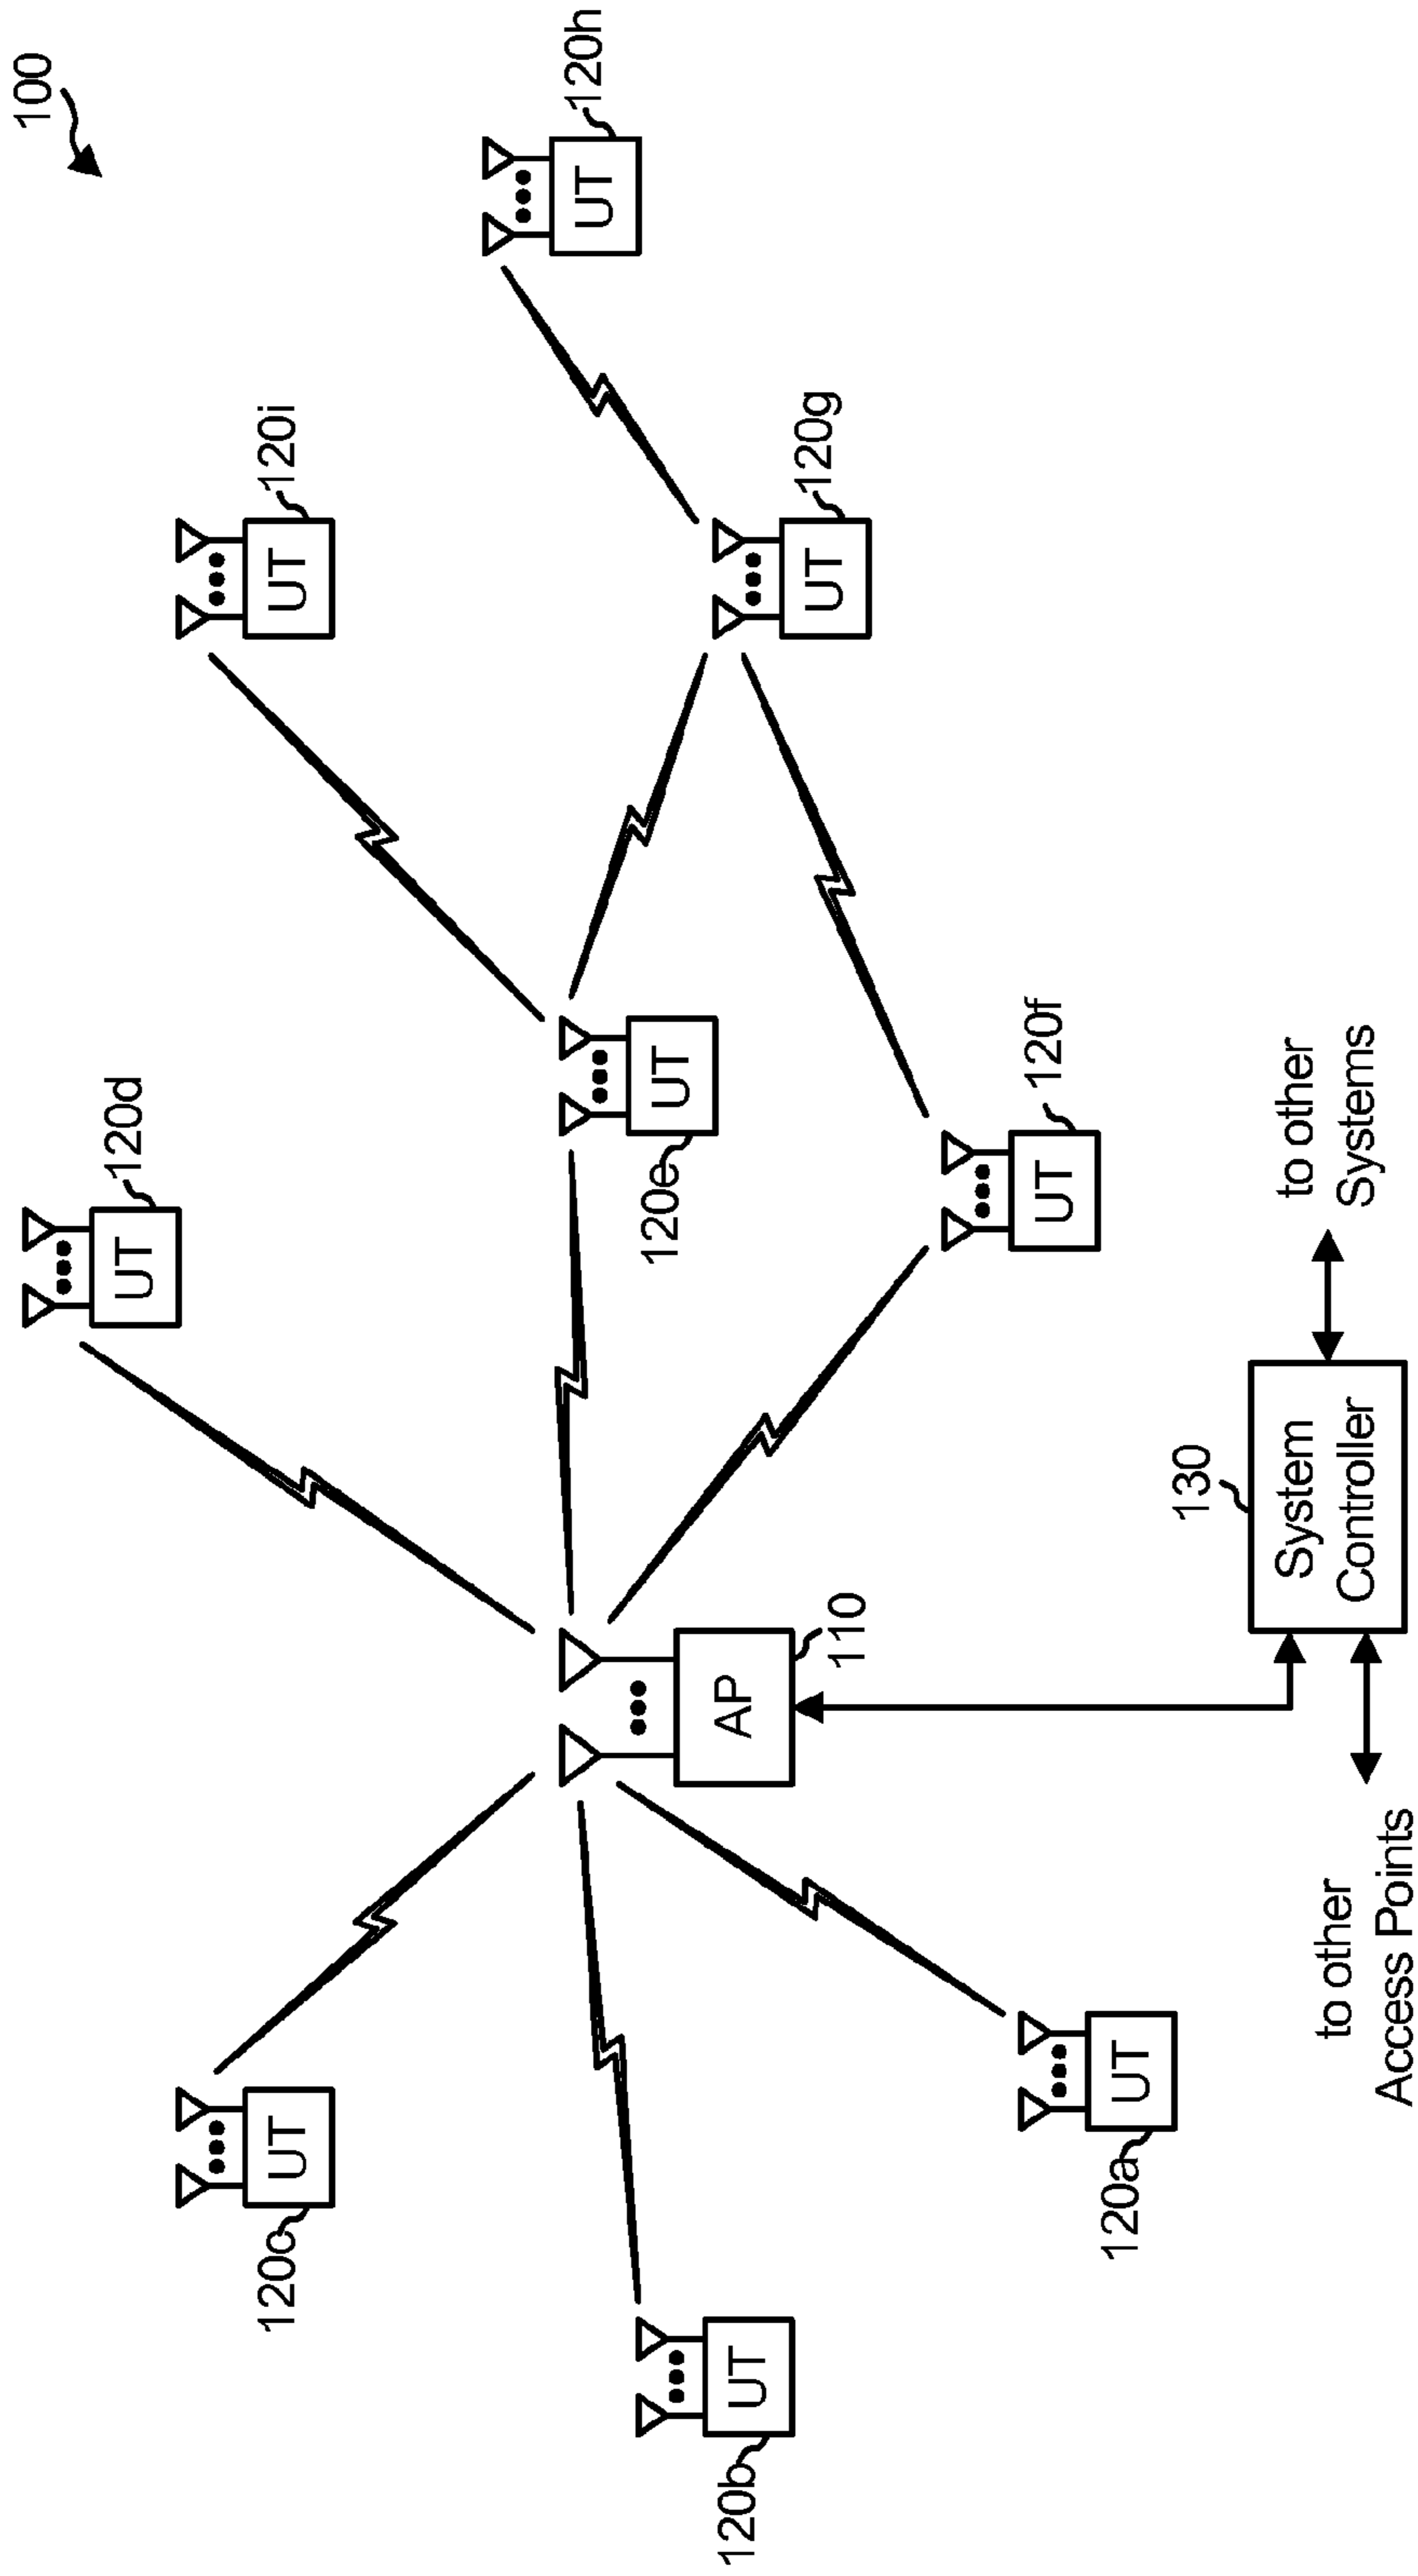 100
UT
120d
UT
120c
UT
120i
UT
120h
UT
120e
UT
120g
AP
110
UT
120b
UT
120f
UT
120a
130
System
Controller
to other
Systems
to other
Access Points